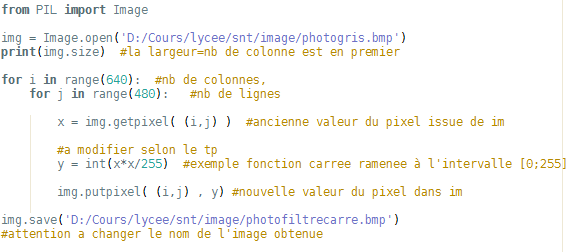 from PIL import Image
img = Image.open('D:/Cours/lycee/snt/image/photogris.bmp')
print(img.size)  #la largeur=nb de colonne est en premier
for i in range(640):  #nb de colonnes,
    for j in range(480):   #nb de lignes
        x = img.getpixel( (i,j) )  #ancienne valeur du pixel issue de im
        #a modifier selon le tp
        y = int(x*x/255)  #exemple fonction carree ramenee à l'intervalle [0;255]
        img.putpixel( (i,j) , y) #nouvelle valeur du pixel dans im
img.save('D:/Cours/lycee/snt/image/photofiltrecarre.bmp')
#attention a changer le nom de l'image obtenue